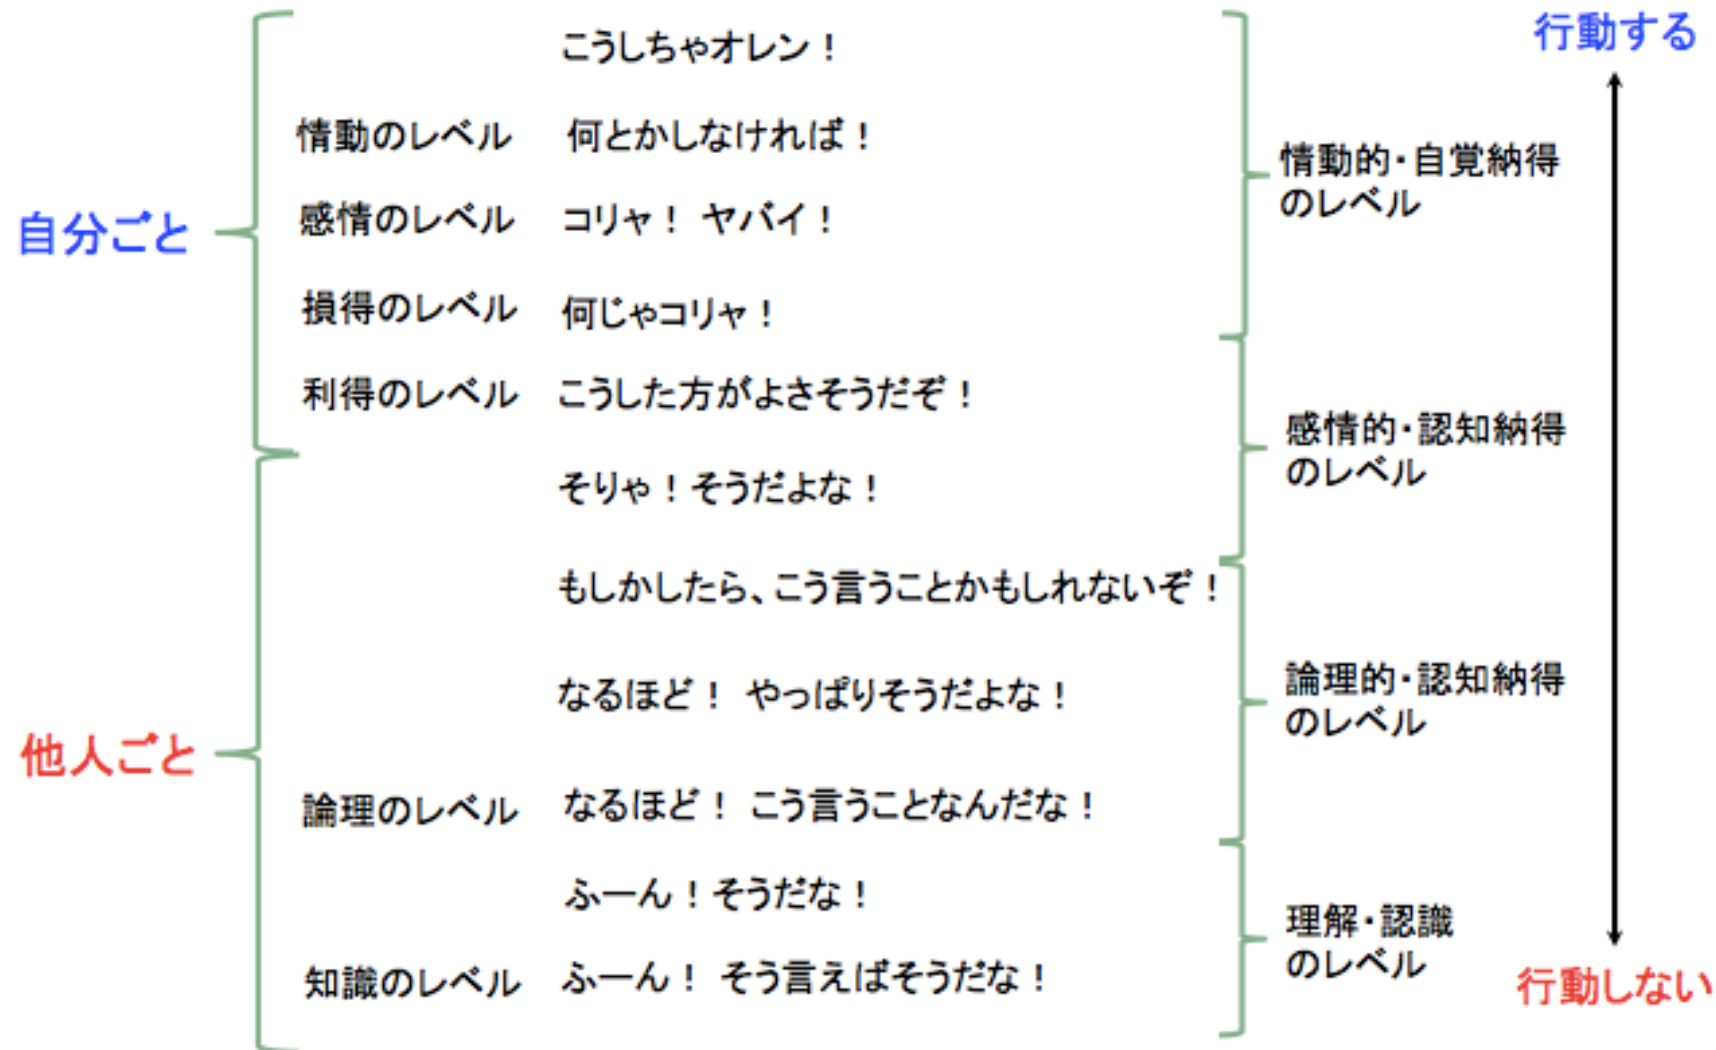 行動する
こうしちゃオレン！
情動のレベル 何とかしなければ！
情動的・自覚納得
のレベル
感情のレベル コリャ！ ヤバイ！
自分ごと
損得のレベル 何じゃコリャ！
利得のレベル こうした方がよさそうだぞ！
感情的・認知納得
のレベル
そりゃ！そうだよな！
もしかしたら、こう言うことかもしれないぞ！
なるほど！ やっぱりそうだよな！
論理的・認知納得
のレベル
他人ごと
論理のレベル なるほど！ こう言うことなんだな！
ふーん！そうだな！
理解・認識
のレベル
知識のレベル ふーん！ そう言えばそうだな！
行動しない